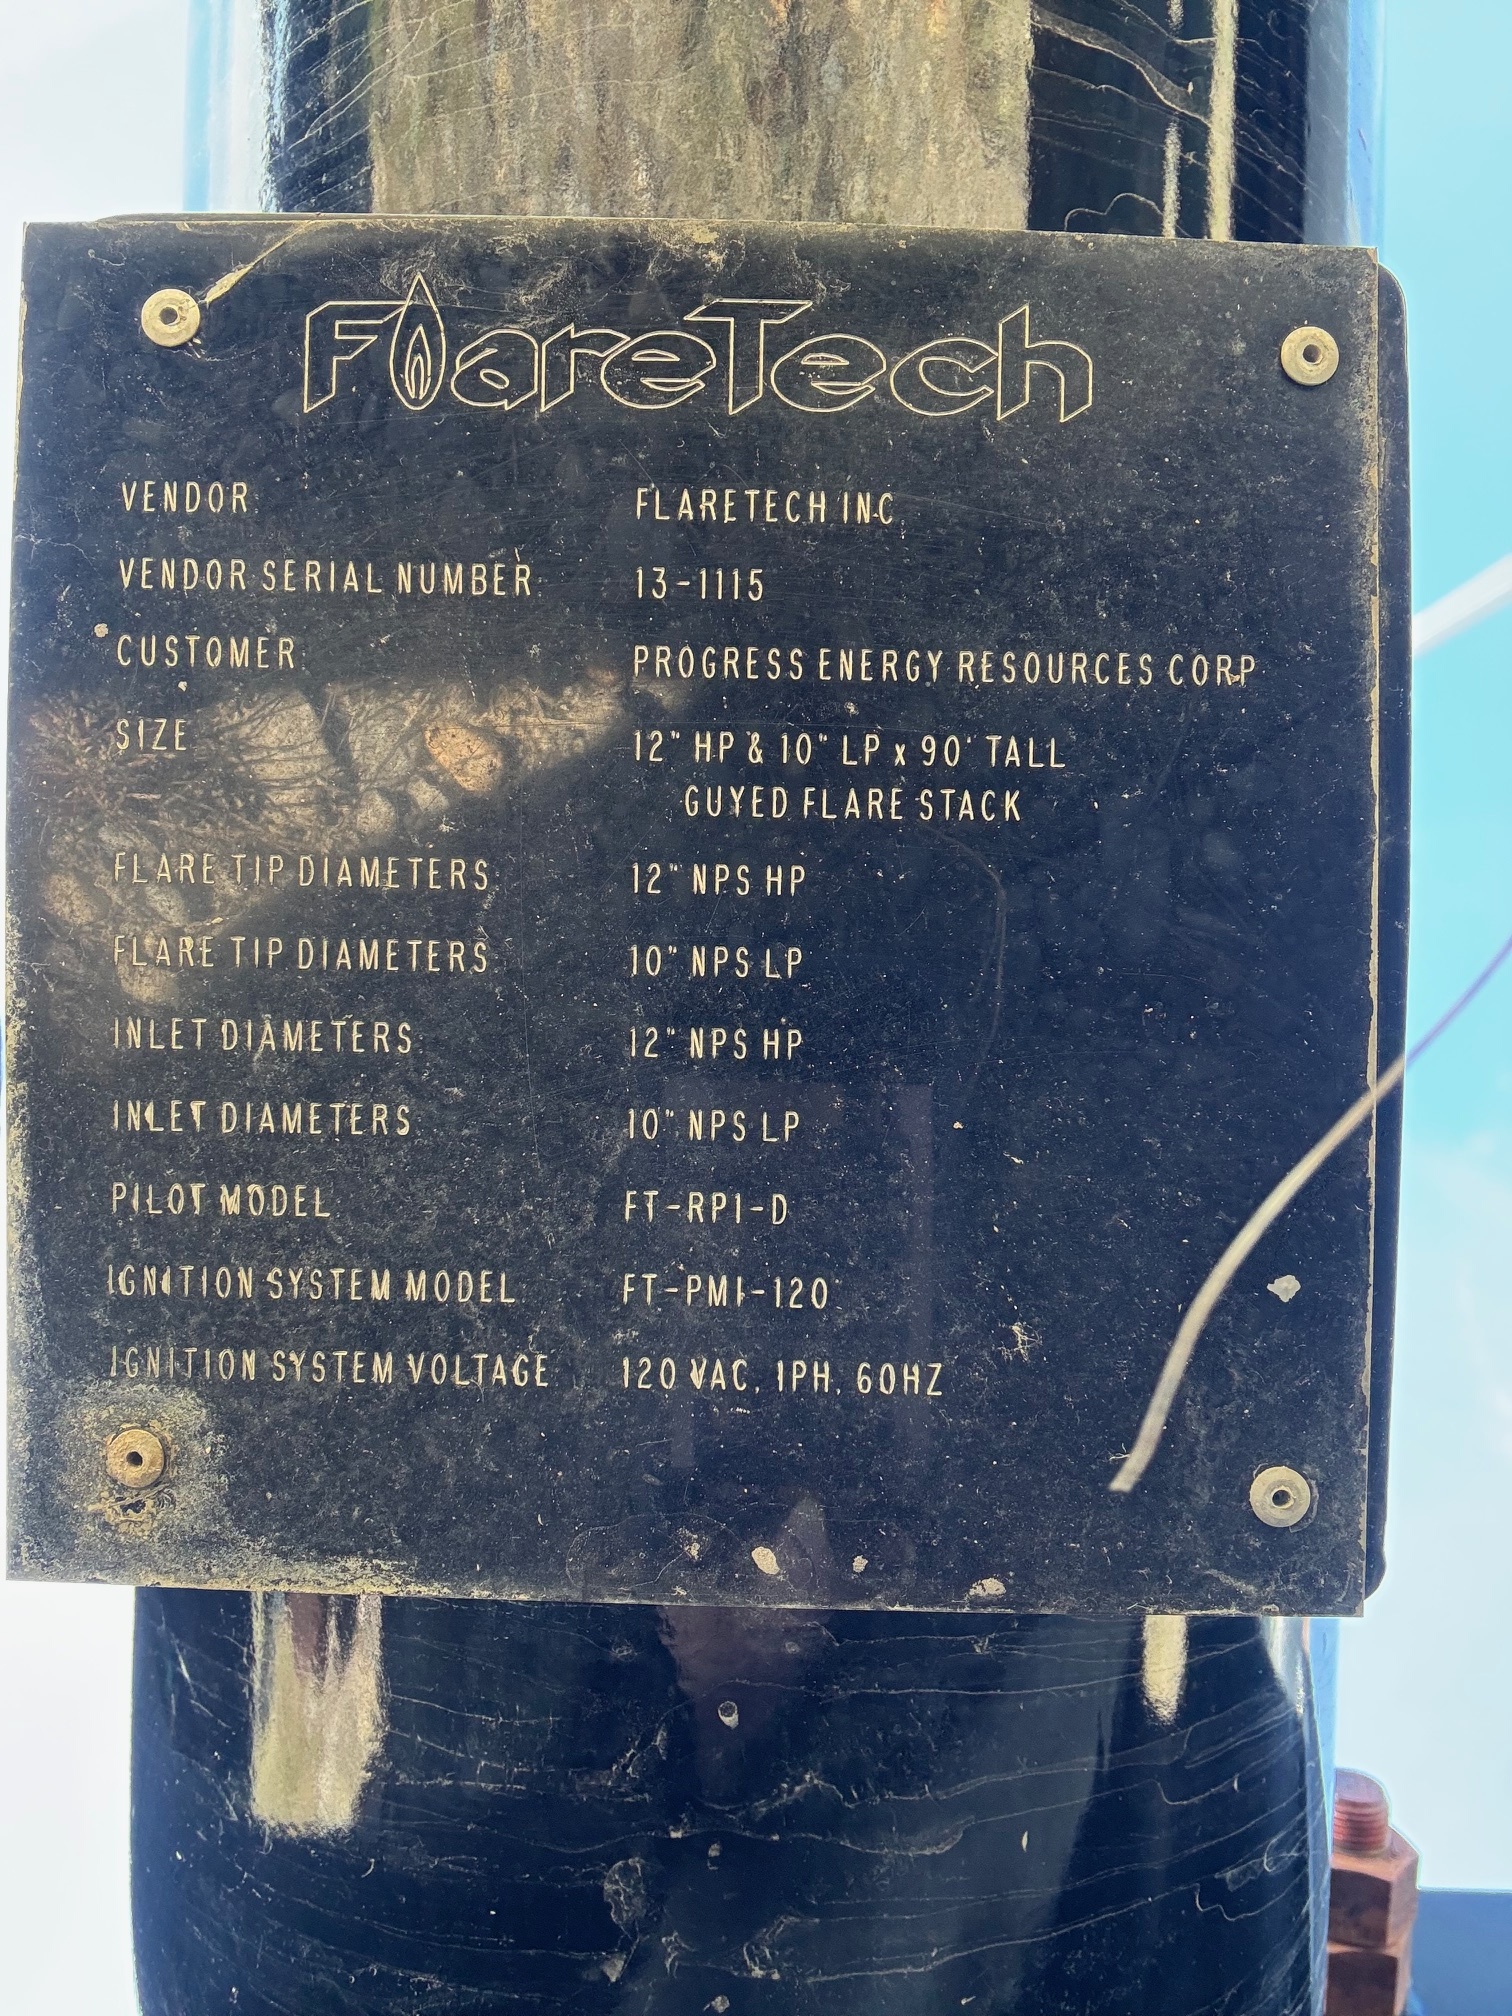 FlareTech
VENDOR FLARETECH INC
VENDOR SERIAL NUMBER 13-1115
CUSTOMER PROGRESS ENERGY RESOURCES CORP
SIZE 12" HP & 10" LP x 90' TALL
GUYED FLARE STACK
FLARE TIP DIAMETERS 12" NPS HP
FLARE TIP DIAMETERS 10" NPS LP
INLET DIAMETERS 12" NPS HP
INLET DIAMETERS 10" NPS LP
PILOT MODEL FT-RP1-D
IGNITION SYSTEM MODEL FT-PM1-120
IGNITION SYSTEM VOLTAGE 120 VAC, 1PH, 60HZ